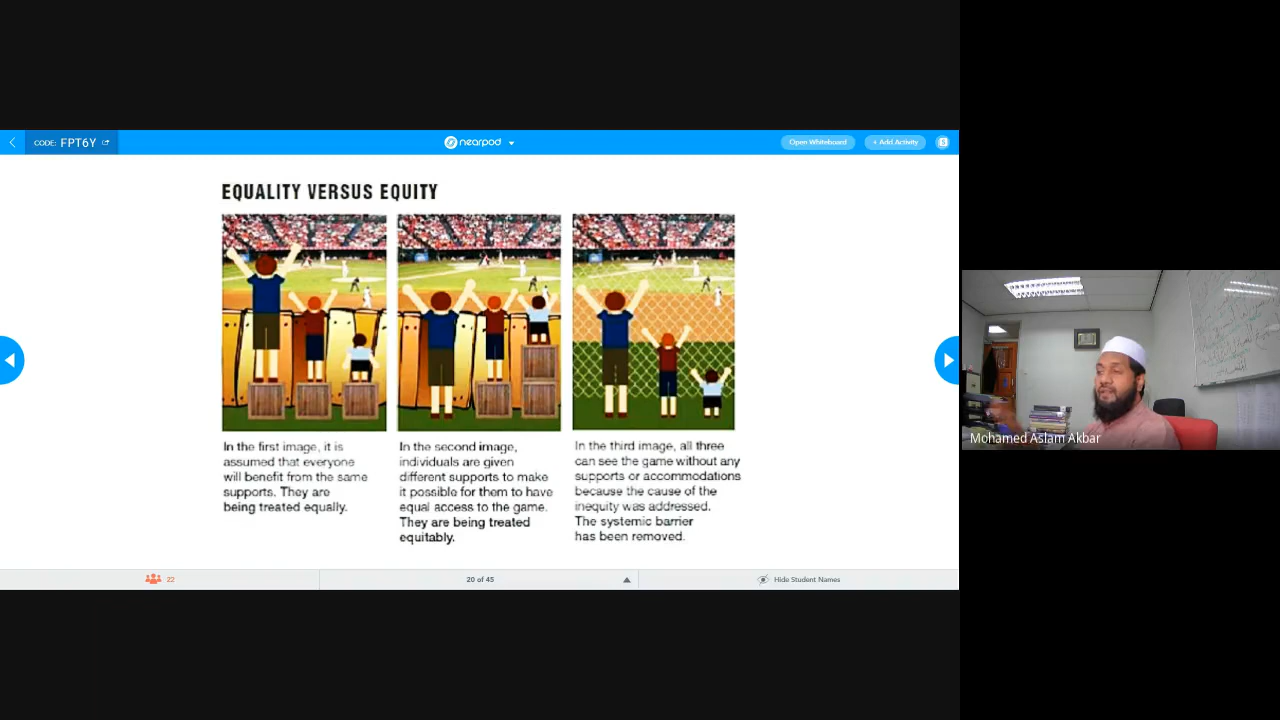 CODE: FPT6Y
nearpod
Open Whiteboard
+ Add Activity
EQUALITY VERSUS EQUITY
In the first image, it is
assumed that everyone
will benefit from the same
supports. They are
being treated equally.
In the second image,
individuals are given
different supports to make
it possible for them to have
equal access to the game.
They are being treated
equitably.
In the third image, all three
can see the game without any
supports or accommodations
because the cause of the
inequity was addressed.
The systemic barrier
has been removed.
22
20 of 45
Hide Student Names
Mohamed Aslam Akbar